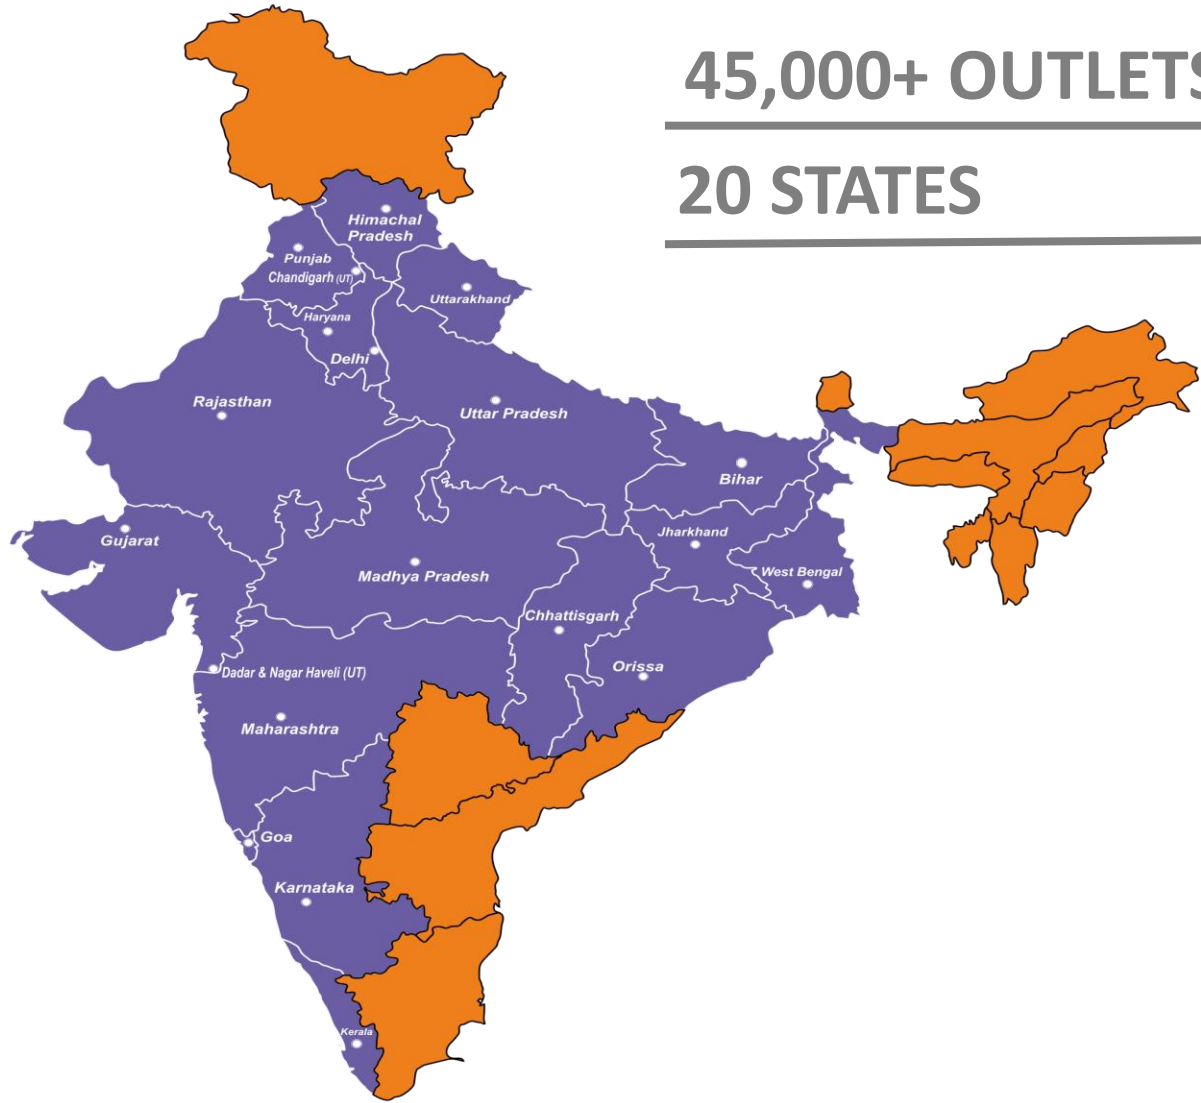 45,000+ OUTLETS
20 STATES
Himachal
Pradesh
Punjab
Chandigarh (UT)
Uttarakhand
Haryana
Delhi
Rajasthan
Uttar Pradesh
Bihar
Gujarat
Jharkhand
Madhya Pradesh
West Bengal
Chhattisgarh
Orissa
Dadar & Nagar Haveli (UT)
Maharashtra
Goa
Karnataka
Kerala